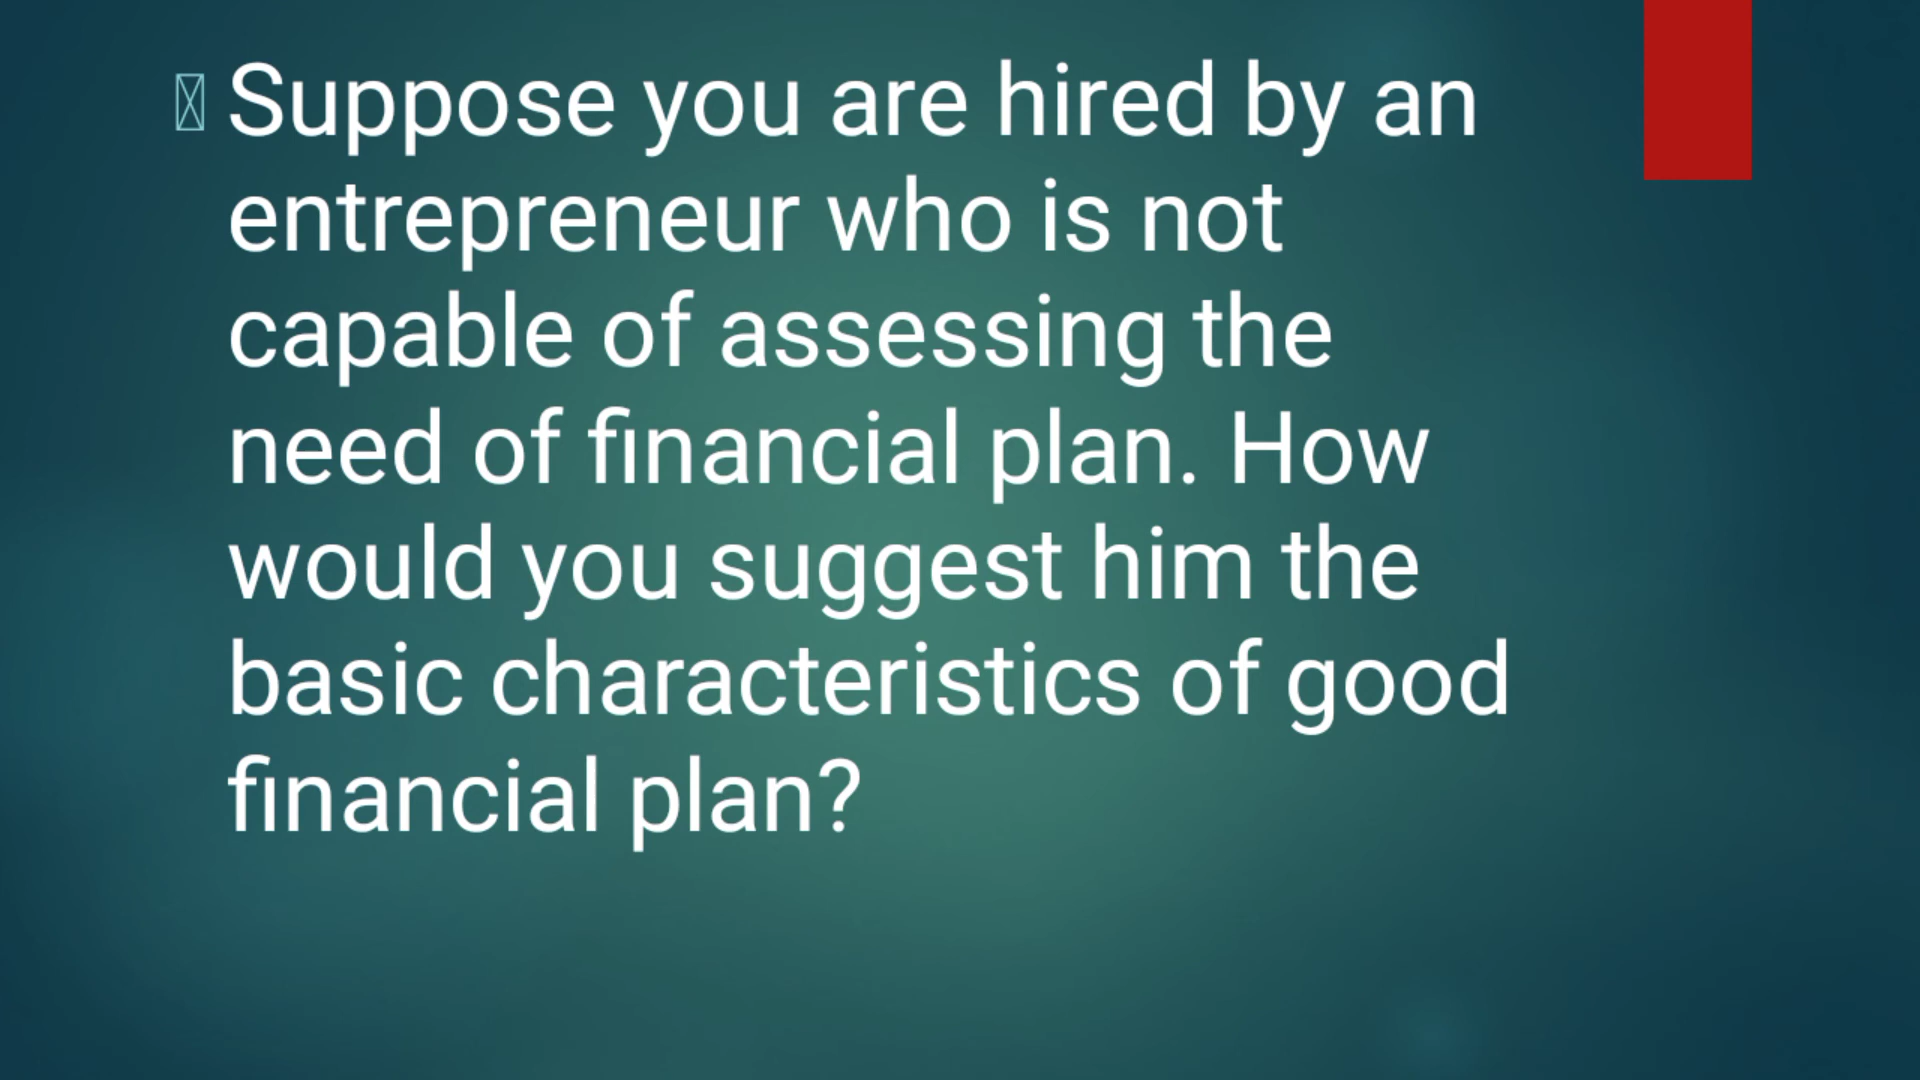 Suppose you are hired by an
entrepreneur who is not
capable of assessing the
need of financial plan. How
would you suggest him the
basic characteristics of good
financial plan?